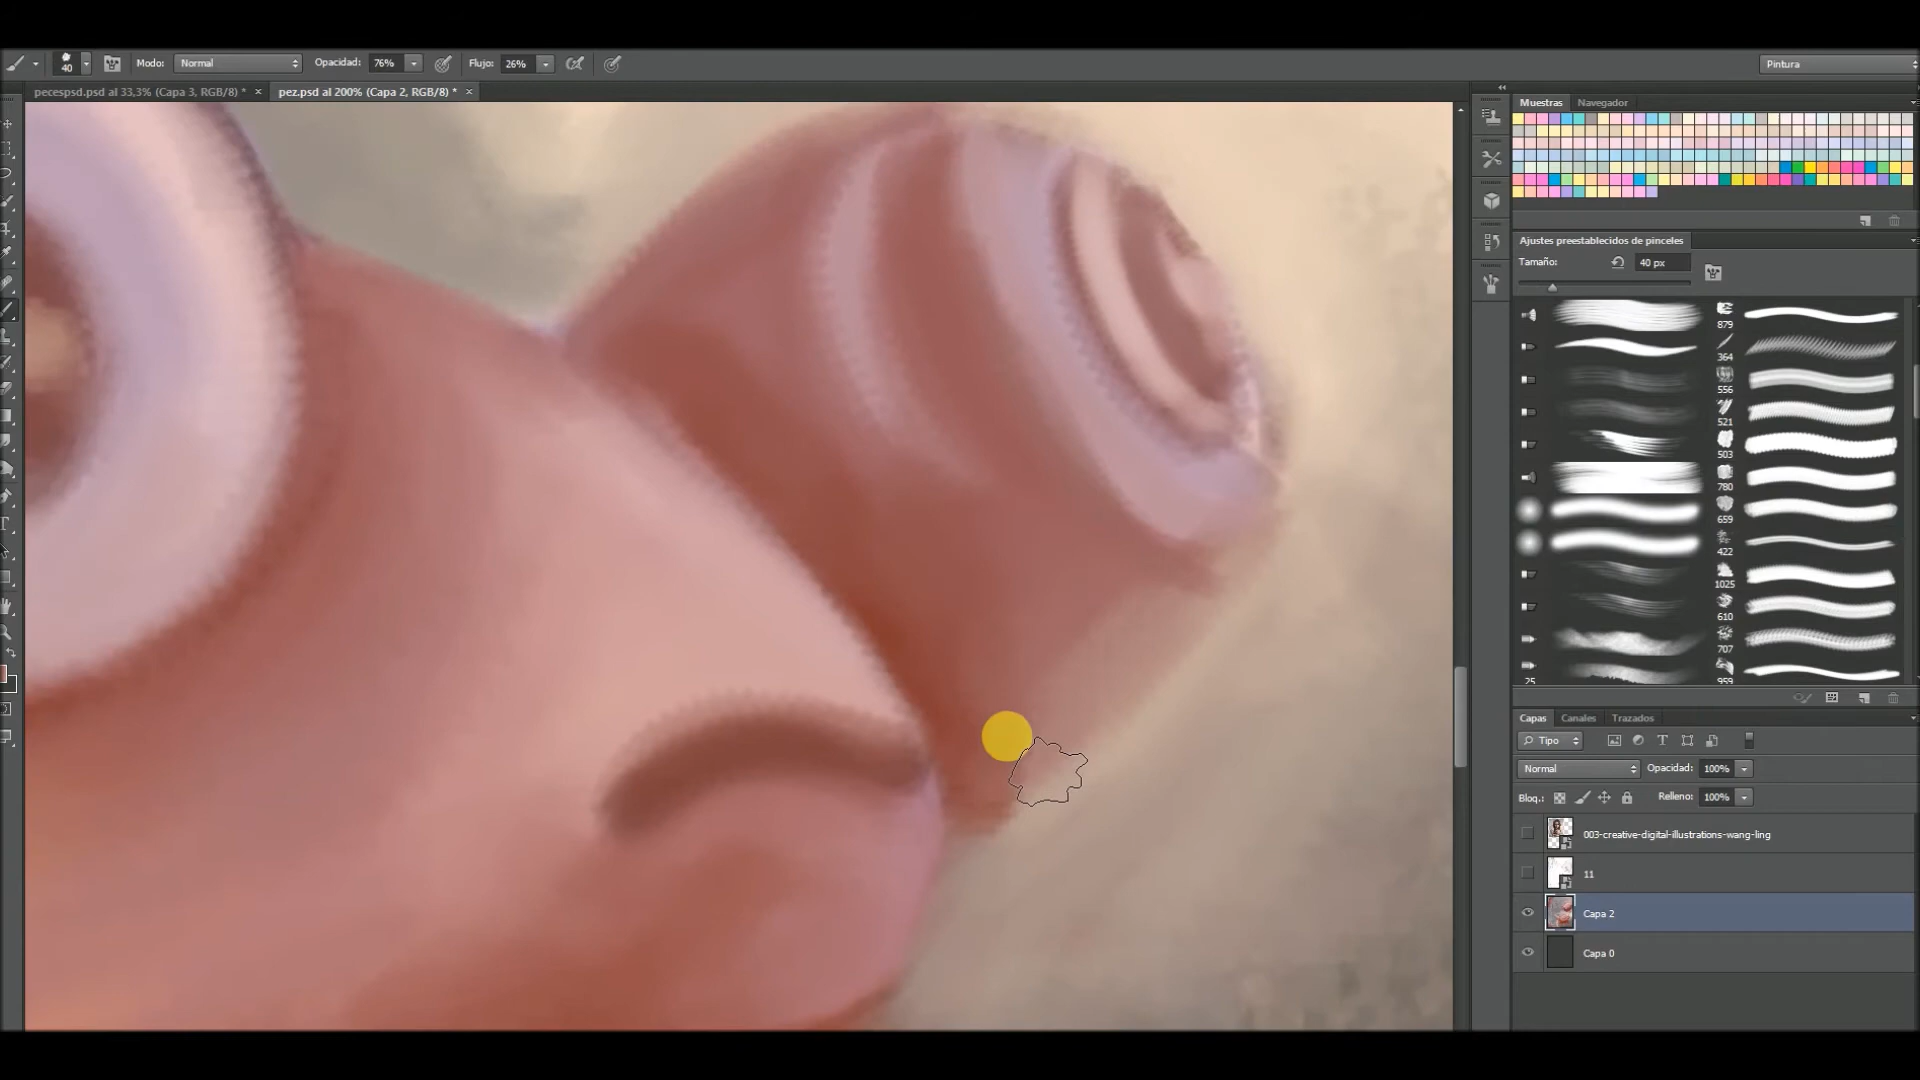 40 Modo: Normal Opacidad: 76% Flujo: 26% Pintura
pecespsd.psd al 33,3% (Capa 3, RGB/8) * × pez.psd al 200% (Capa 2, RGB/8) * ×
Muestras Navegador
Ajustes preestablecidos de pinceles
Tamaño: 40 px
879
364
556
521
503
780
659
422
1025
610
707
25 959
Capas Canales Trazados
Tipo
Normal Opacidad: 100%
Bloq.: Relleno: 100%
003-creative-digital-illustrations-wang-ling
11
Capa 2
Capa 0